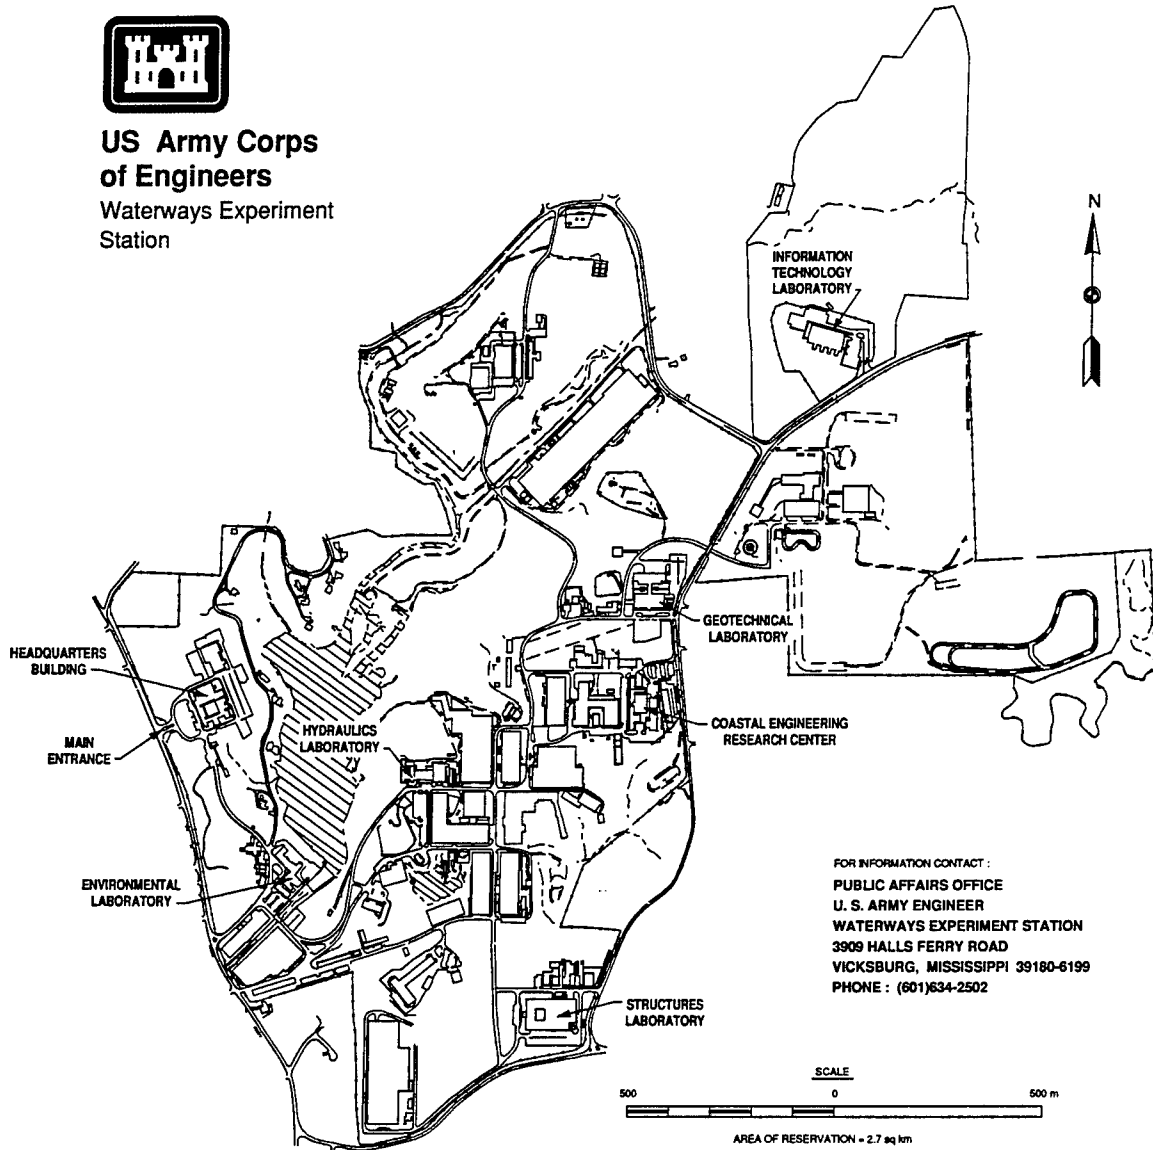 US Army Corps
of Engineers
Waterways Experiment
Station
N
INFORMATION
TECHNOLOGY
LABORATORY
GEOTECHNICAL
LABORATORY
HEADQUARTERS
BUILDING
MAIN
ENTRANCE
HYDRAULICS
LABORATORY
COASTAL ENGINEERING
RESEARCH CENTER
ENVIRONMENTAL
LABORATORY
STRUCTURES
LABORATORY
FOR INFORMATION CONTACT :
PUBLIC AFFAIRS OFFICE
U. S. ARMY ENGINEER
WATERWAYS EXPERIMENT STATION
3909 HALLS FERRY ROAD
VICKSBURG, MISSISSIPPI 39180-6199
PHONE : (601)634-2502
SCALE
500 0 500 m
AREA OF RESERVATION = 2.7 sq km